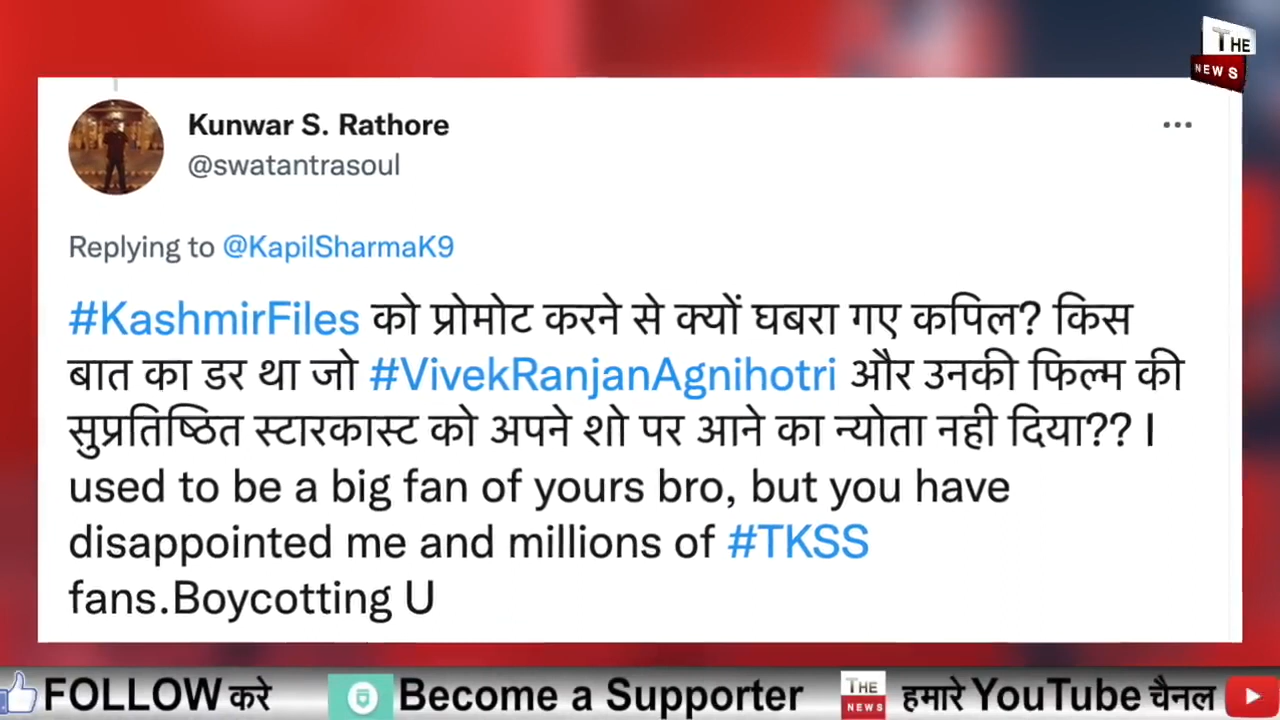 THE
NEWS
Kunwar S. Rathore
@swatantrasoul
Replying to @KapilSharmaK9
#KashmirFiles को प्रोमोट करने से क्यों घबरा गए कपिल? किस
बात का डर था जो #VivekRanjanAgnihotri और उनकी फिल्म की
सुप्रतिष्ठित स्टारकास्ट को अपने शो पर आने का न्योता नही दिया?? I
used to be a big fan of yours bro, but you have
disappointed me and millions of #TKSS
fans.Boycotting U
FOLLOW करे Become a Supporter THE NEWS हमारे YouTube चैनल